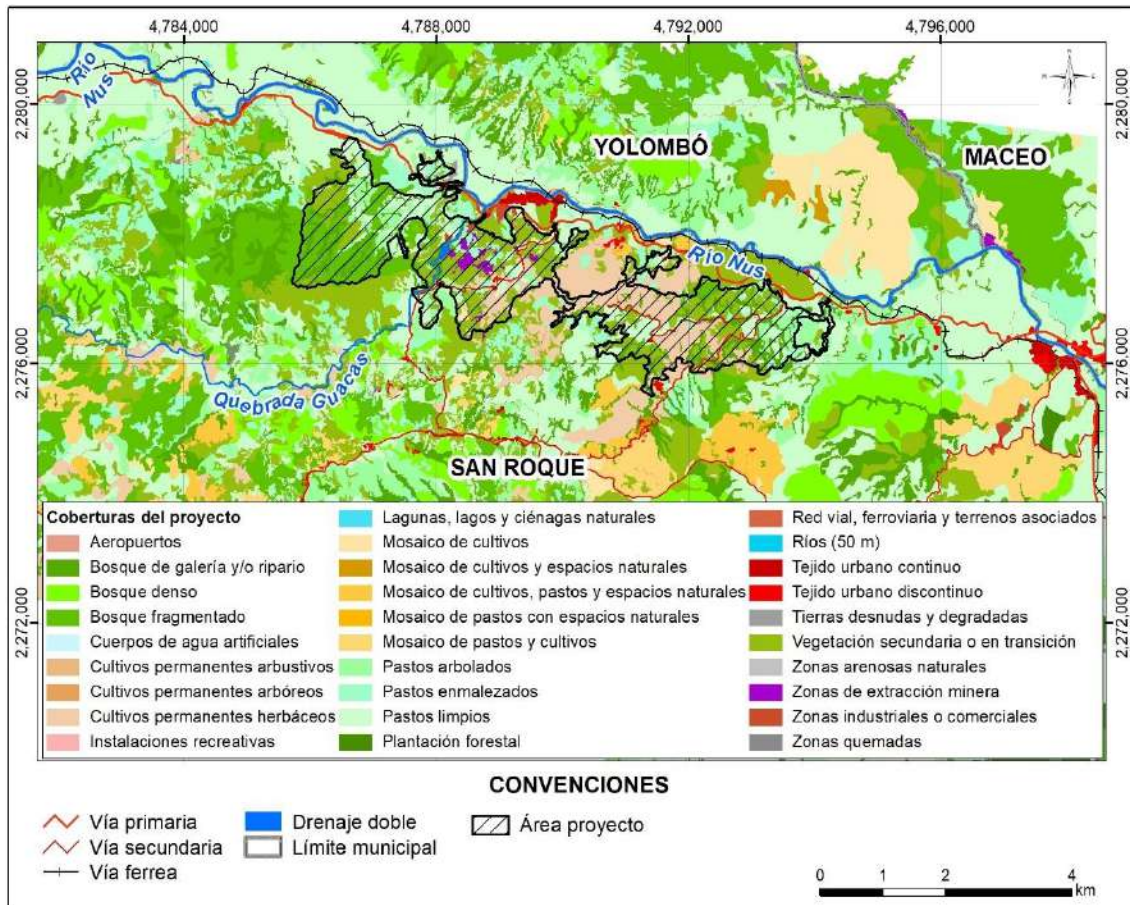 4,784,000
4,788,000
4,792,000
4,796,000
2,280,000
2,280,000
Río
Nus
YOLOMBÓ
MACEO
Río Nus
2,276,000
2,276,000
Quebrada Guacas
SAN ROQUE
Coberturas del proyecto
Aeropuertos
Bosque de galería y/o ripario
Bosque denso
Bosque fragmentado
Cuerpos de agua artificiales
Cultivos permanentes arbustivos
Cultivos permanentes arbóreos
Cultivos permanentes herbáceos
Instalaciones recreativas
Lagunas, lagos y ciénagas naturales
Mosaico de cultivos
Mosaico de cultivos y espacios naturales
Mosaico de cultivos, pastos y espacios naturales
Mosaico de pastos con espacios naturales
Mosaico de pastos y cultivos
Pastos arbolados
Pastos enmalezados
Pastos limpios
Plantación forestal
Red vial, ferroviaria y terrenos asociados
Ríos (50 m)
Tejido urbano continuo
Tejido urbano discontinuo
Tierras desnudas y degradadas
Vegetación secundaria o en transición
Zonas arenosas naturales
Zonas de extracción minera
Zonas industriales o comerciales
Zonas quemadas
2,272,000
2,272,000
CONVENCIONES
Vía primaria
Vía secundaria
Vía ferrea
Drenaje doble
Límite municipal
Área proyecto
0 1 2 4
km